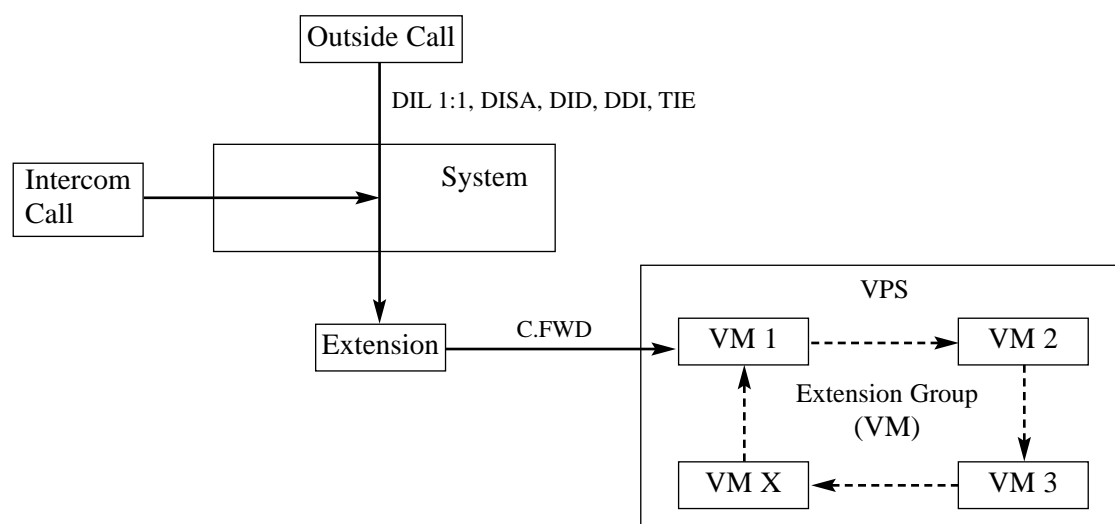 Outside Call
DIL 1:1, DISA, DID, DDI, TIE
System
Intercom
Call
VPS
Extension
C.FWD
VM 1
VM 2
Extension Group
(VM)
VM X
VM 3